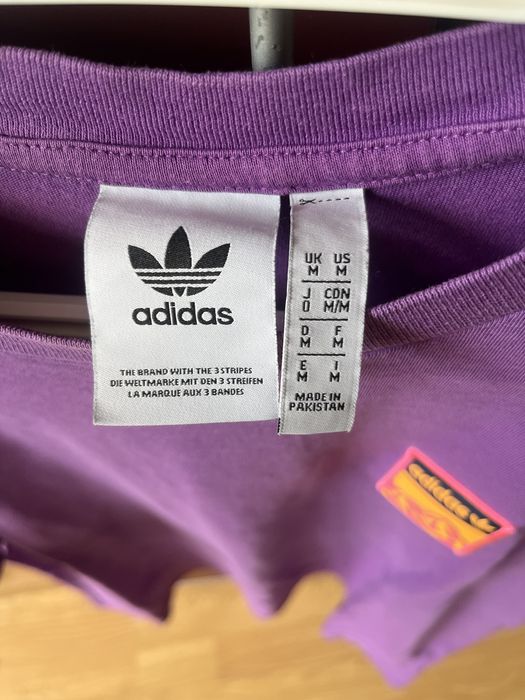 adidas
THE BRAND WITH THE 3 STRIPES
DIE WELTMARKE MIT DEN 3 STREIFEN
LA MARQUE AUX 3 BANDES
UK US
M M
J CDN
O M/M
D F
M M
E I
M M
MADE IN
PAKISTAN
adidas